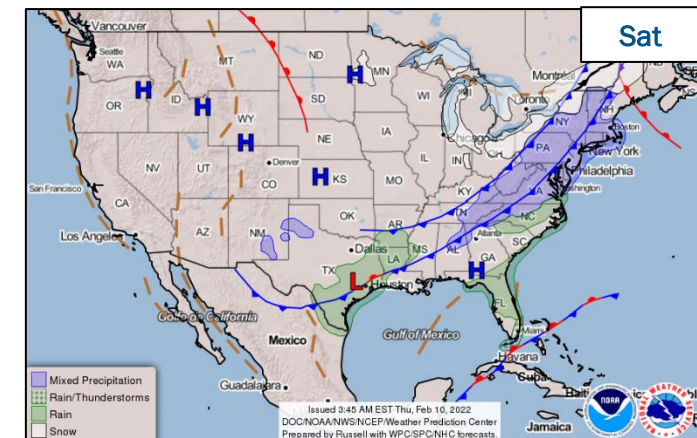 Sat
Vancouver
Seattle
WA
MT
ND
MN
Montréal
OR
ID
SD
WI
MI
Toronto
NH
WY
Boston
IA
Chicago
NY
New York
NE
IL
IN
OH
PA
Philadelphia
NV
UT
Denver
CO
KS
MO
KY
VA
Washington
San Francisco
CA
OK
AR
TN
NC
Los Angeles
AZ
NM
Dallas
MS
AL
Atlanta
SC
GA
TX
LA
Houston
FL
Golfo de California
Mexico
Gulf of Mexico
Miami
Havana
Cuba
Guadalajara
Jamaica
H
H
H
H
H
H
L
Mixed Precipitation
Rain/Thunderstorms
Rain
Snow
Issued 3:45 AM EST Thu, Feb 10, 2022
DOC/NOAA/NWS/NCEP/Weather Prediction Center
Prepared by Russell with WPC/SPC/NHC forecasts.
NOAA